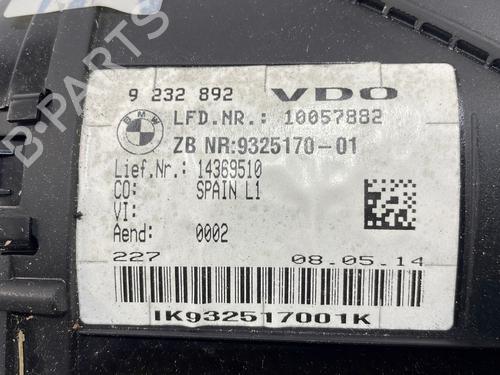 9 232 892 VDO
BMW LFD.NR.: 10057882
ZB NR:9325170-01
Lief.Nr.: 14369510
CO: SPAIN L1
VI:
Aend: 0002
227 08.05.14
IK932517001K
B-PARTS